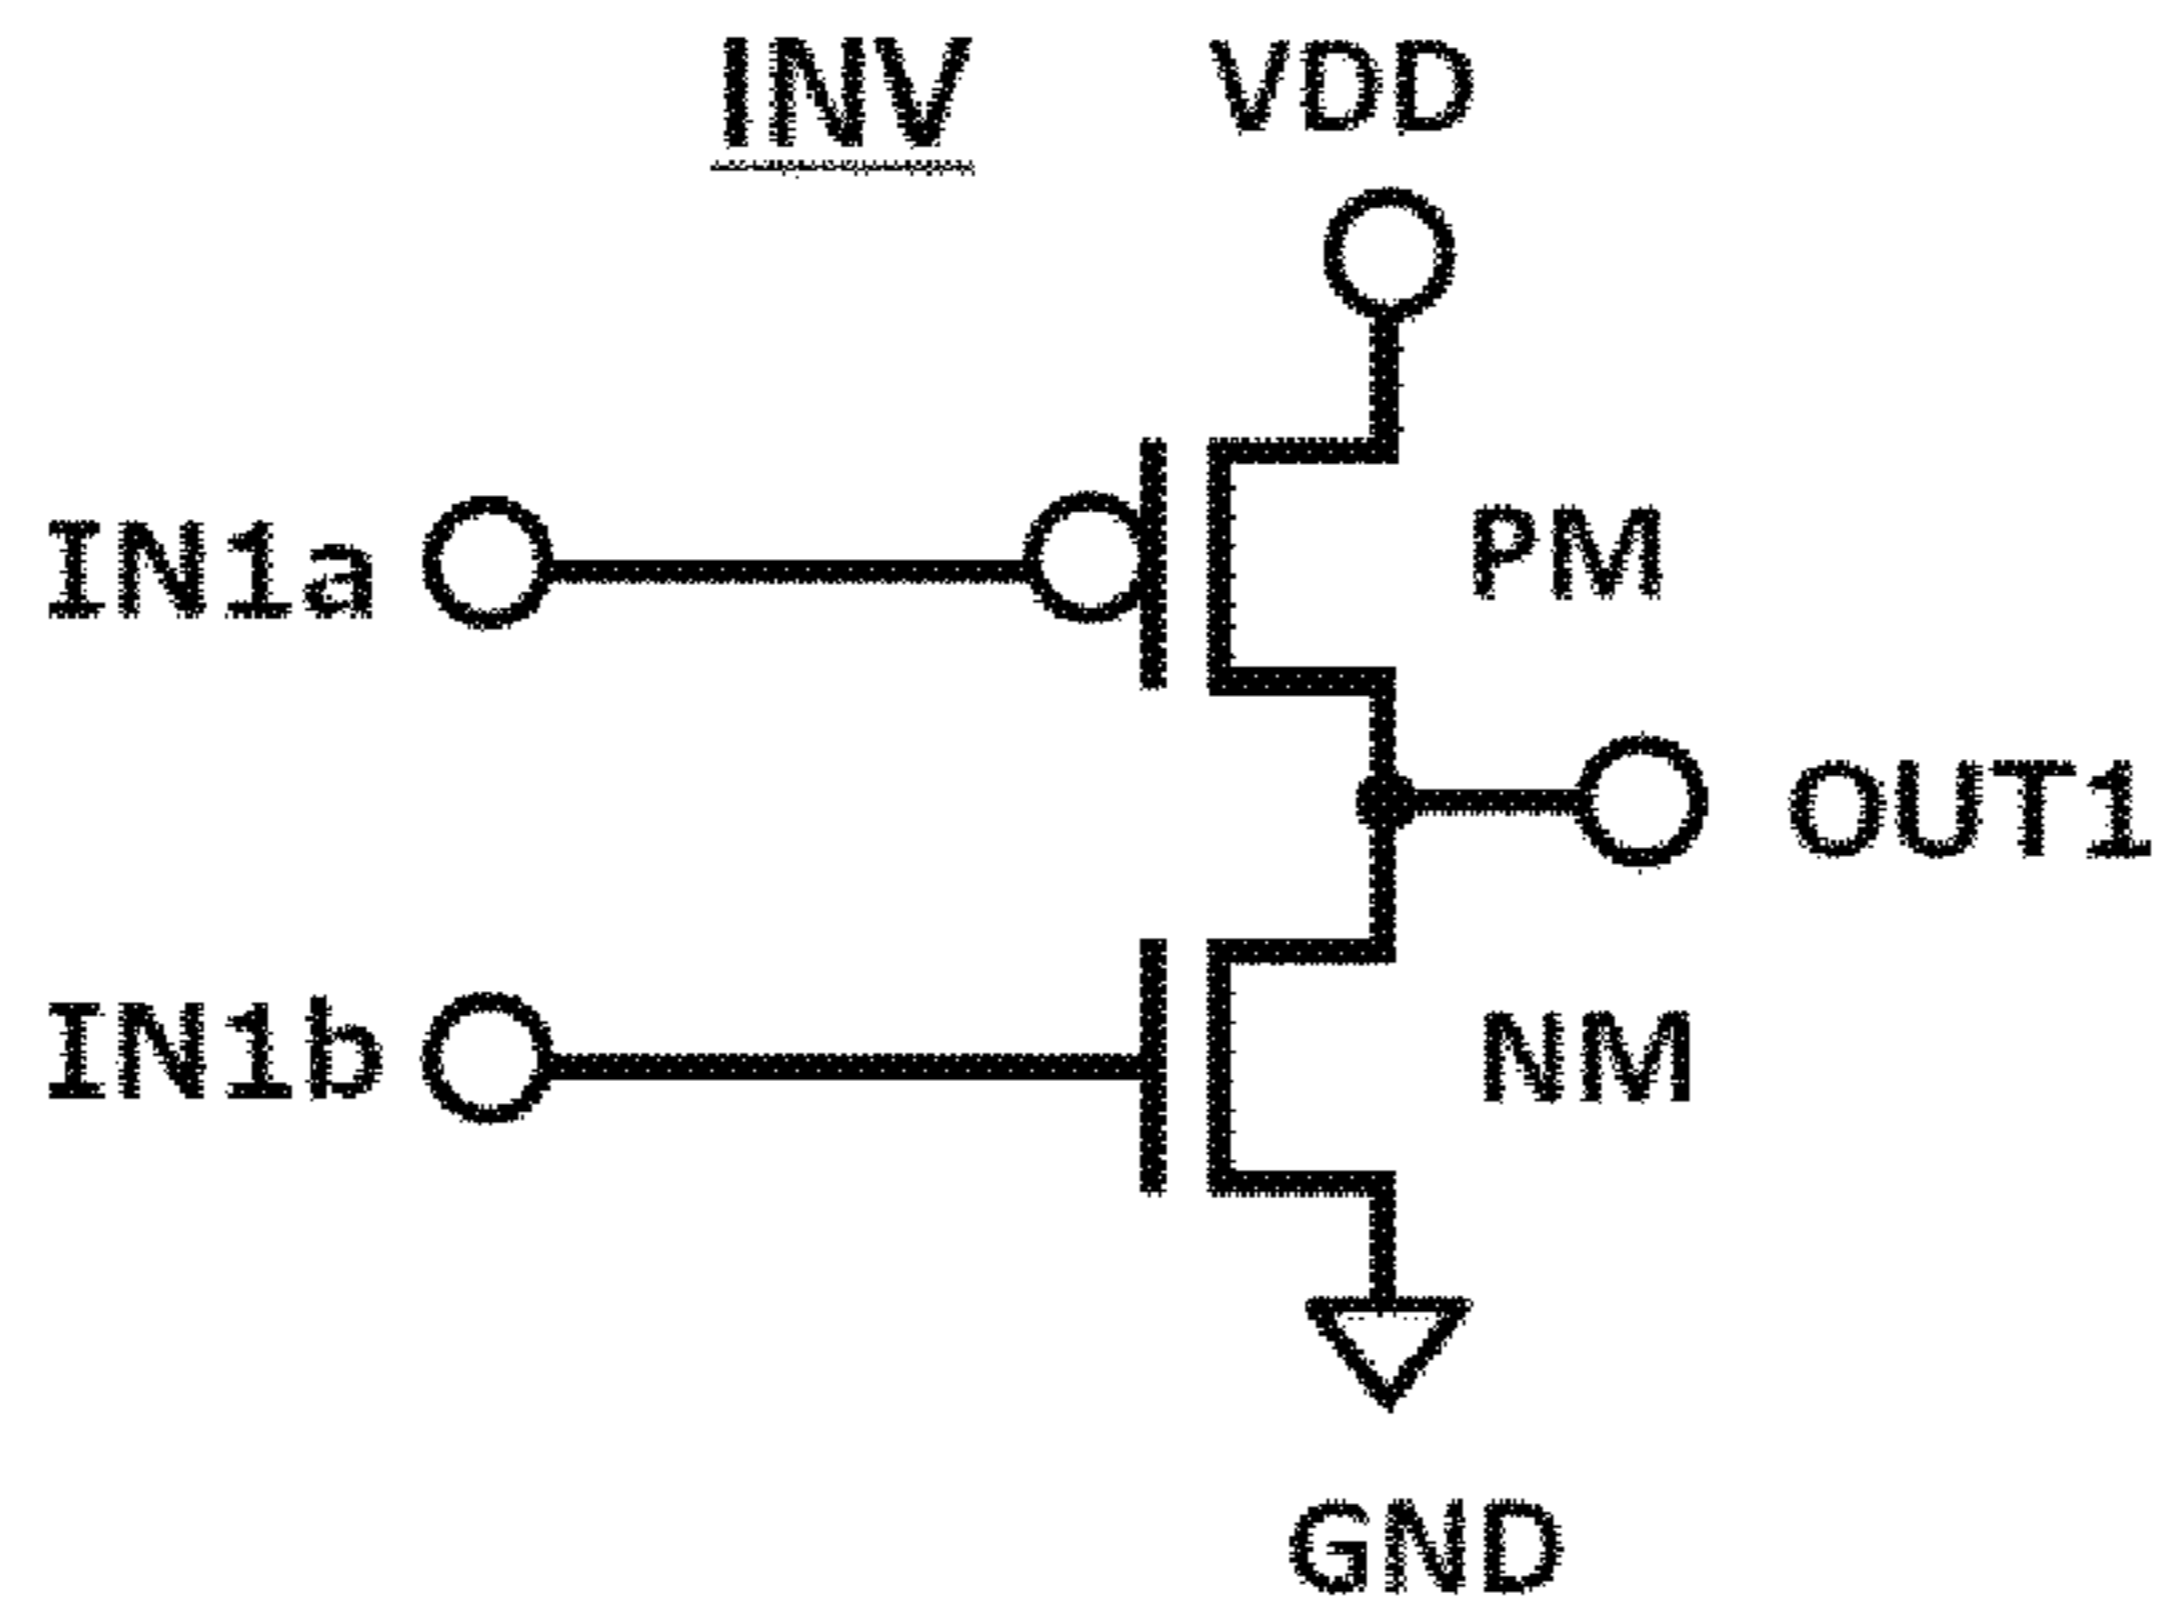 INV
VDD
IN1a
PM
OUT1
IN1b
NM
GND